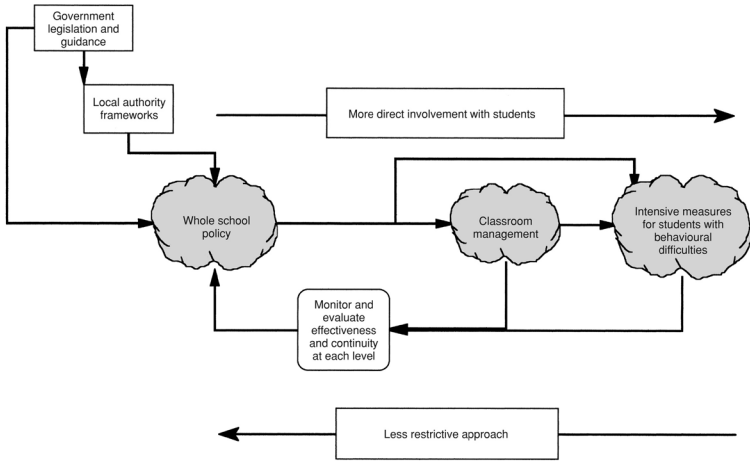 Government
legislation and
guidance
Local authority
frameworks
More direct involvement with students
Whole school
policy
Classroom
management
Intensive measures
for students with
behavioural
difficulties
Monitor and
evaluate
effectiveness
and continuity
at each level
Less restrictive approach